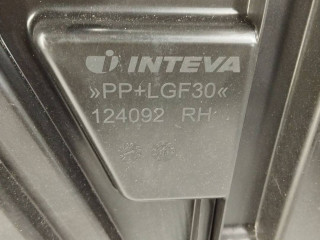 INTEVA
»PP+LGF30«
124092 RH